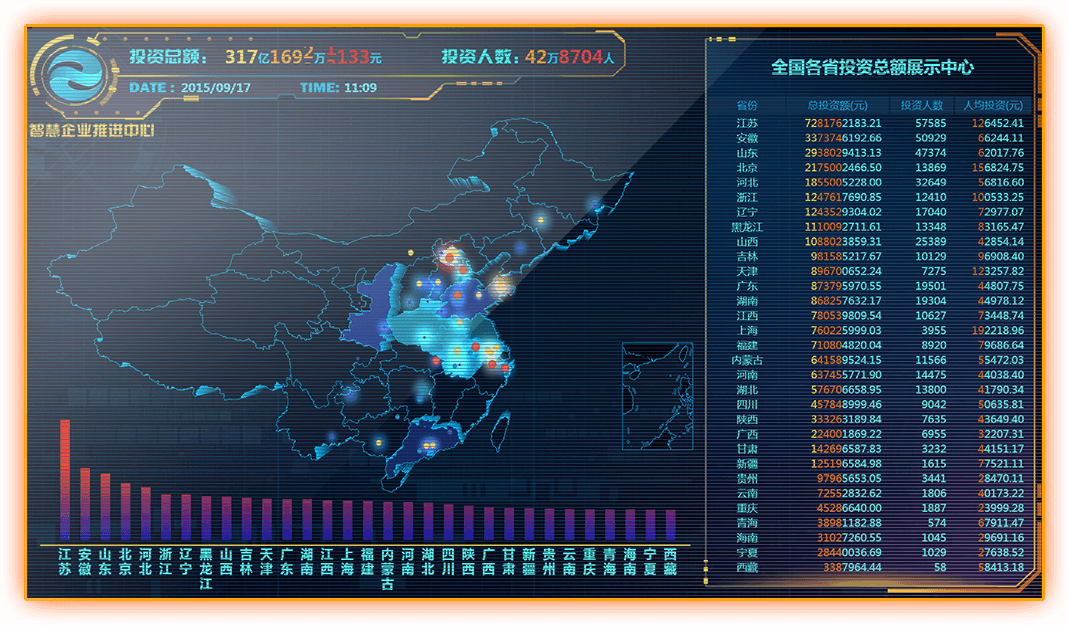 投资总额： 317亿169 万 133元
投资人数：42万8704人
DATE：2015/09/17
TIME: 11:09
智慧企业推进中心
全国各省投资总额展示中心
省份 总投资额(元) 投资人数 人均投资(元)
江苏 7281762183.21 57585 126452.41
安徽 3373746192.66 50929 66244.11
山东 2938029413.13 47374 62017.76
北京 2175002466.50 13869 156824.75
河北 1855005228.00 32649 56816.60
浙江 1247617690.85 12410 100533.25
辽宁 1243529304.02 17040 72977.07
黑龙江 1110092711.61 13348 83165.47
山西 1088023859.31 25389 42854.14
吉林 981585217.67 10129 96908.40
天津 896700652.24 7275 123257.82
广东 873795970.55 19501 44807.75
湖南 868257632.17 19304 44978.12
江西 780539809.54 10627 73448.74
上海 760225999.03 3955 192218.96
福建 710804820.04 8920 79686.64
内蒙古 641589524.15 11566 55472.03
河南 637455771.90 14475 44038.40
湖北 576706658.95 13800 41790.34
四川 457848999.46 9042 50635.81
陕西 333263189.84 7635 43649.40
广西 224001869.22 6955 32207.31
甘肃 142696587.83 3232 44151.17
新疆 125196584.98 1615 77521.11
贵州 97965653.05 3441 28470.11
云南 72552832.62 1806 40173.22
重庆 45286640.00 1887 23999.28
青海 38981182.88 574 67911.47
海南 31027260.55 1045 29691.16
宁夏 28440036.69 1029 27638.52
西藏 3387964.44 58 58413.18
江苏 安徽 山东 北京 河北 浙江 辽宁 黑龙江 山西 吉林 天津 广东 湖南 江西 上海 福建 内蒙古 河南 湖北 四川 陕西 广西 甘肃 新疆 贵州 云南 重庆 青海 海南 宁夏 西藏